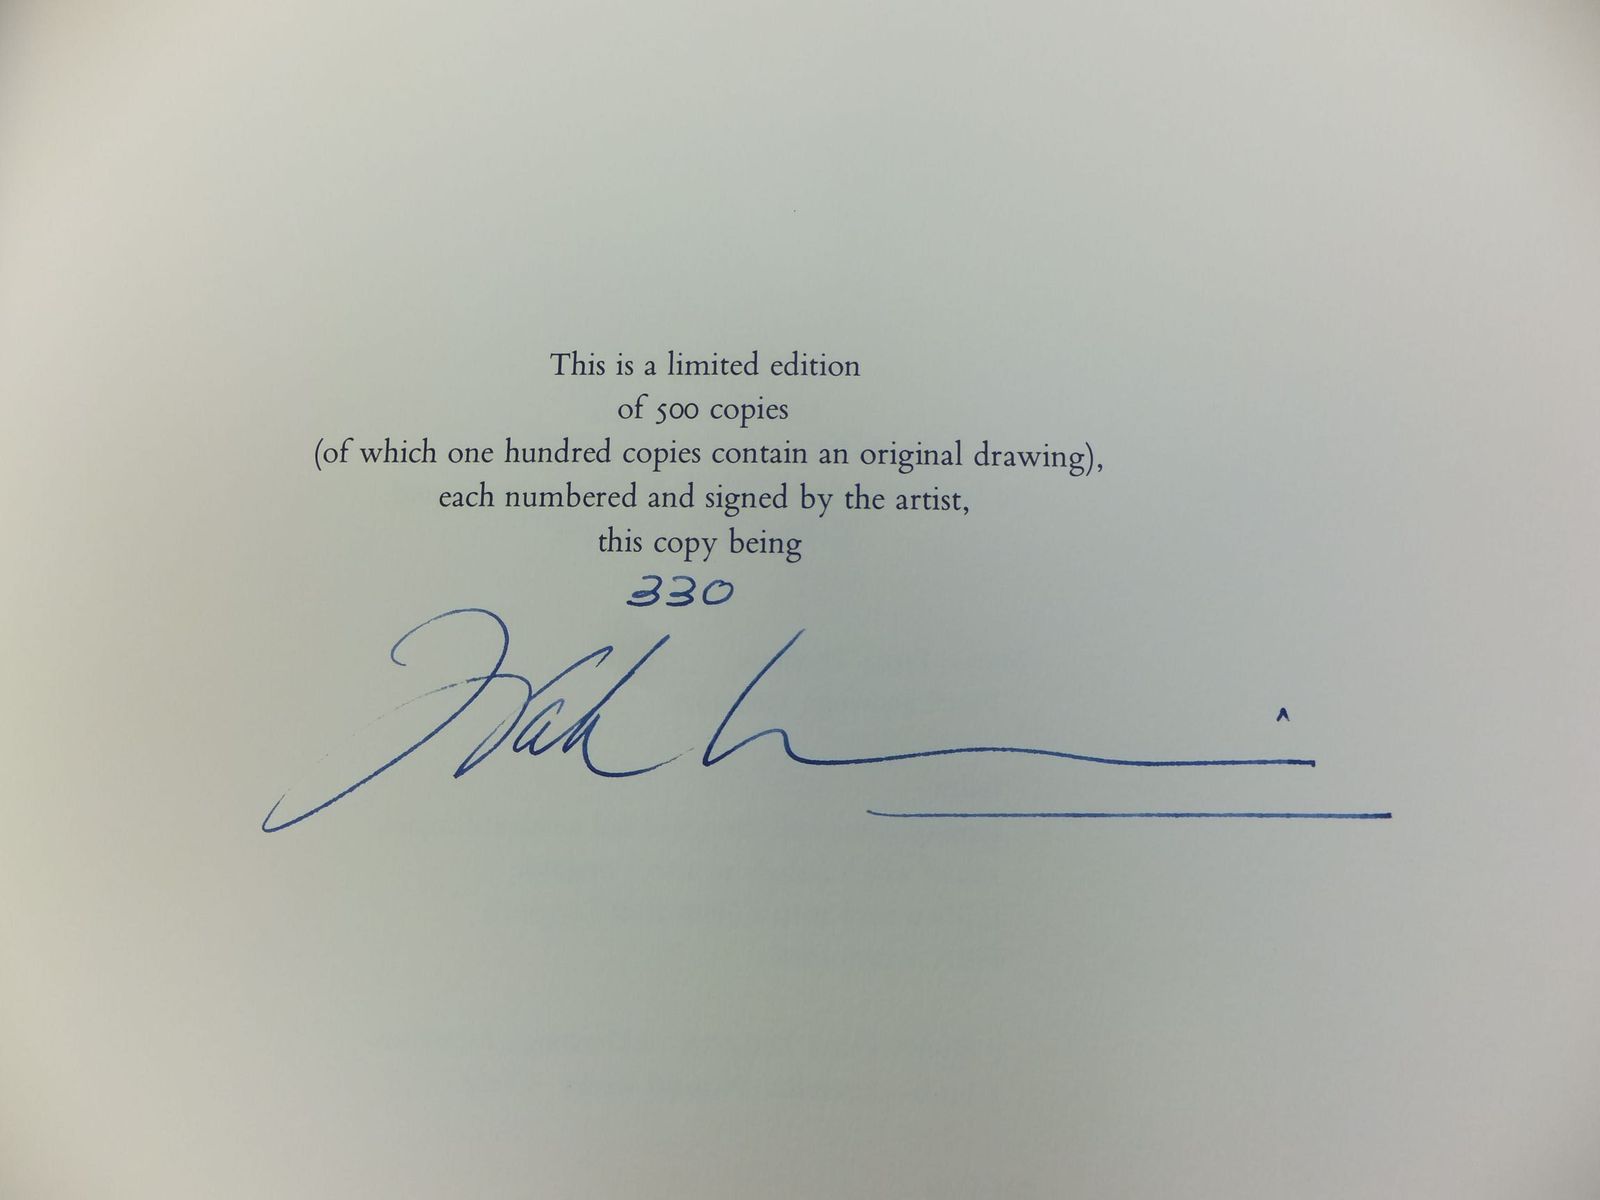 This is a limited edition
of 500 copies
(of which one hundred copies contain an original drawing),
each numbered and signed by the artist,
this copy being
330